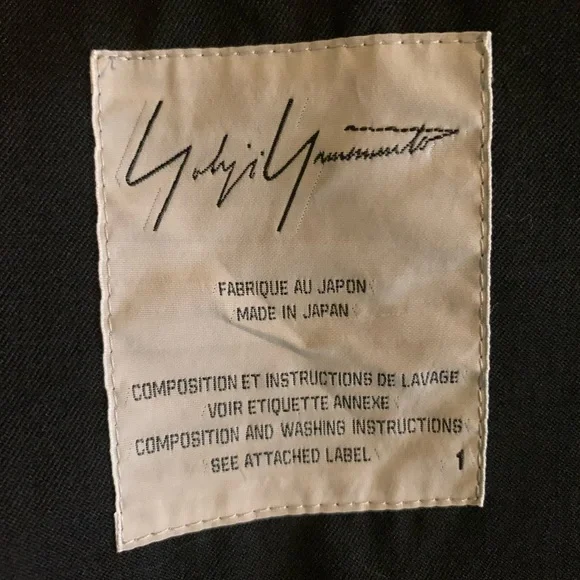 Yohji Yamamoto
FABRIQUE AU JAPON
MADE IN JAPAN
COMPOSITION ET INSTRUCTIONS DE LAVAGE
VOIR ETIQUETTE ANNEXE
COMPOSITION AND WASHING INSTRUCTIONS
SEE ATTACHED LABEL
1